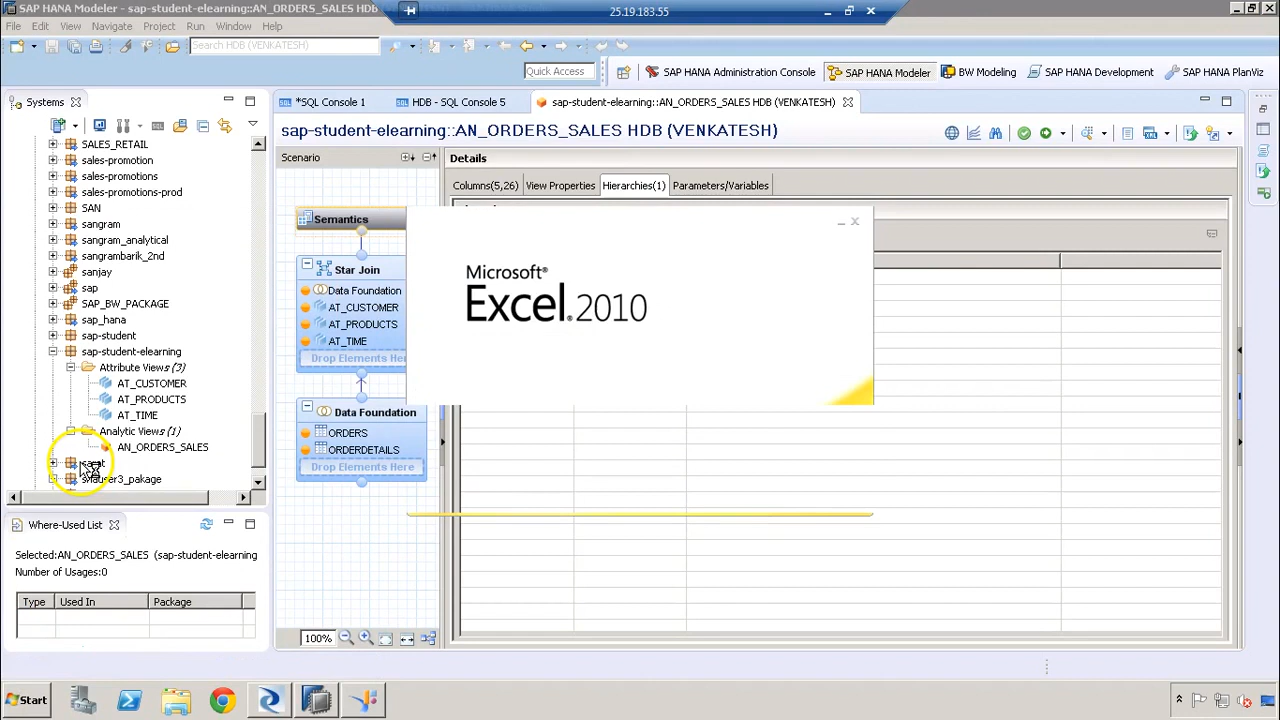 SAP HANA Modeler - sap-student-elearning::AN_ORDERS_SALES HDB
25.19.183.55
File Edit View Navigate Project Run Window Help
Search HDB (VENKATESH)
Quick Access
SAP HANA Administration Console
SAP HANA Modeler
BW Modeling
SAP HANA Development
SAP HANA PlanViz
Systems
*SQL Console 1
HDB - SQL Console 5
sap-student-elearning::AN_ORDERS_SALES HDB (VENKATESH)
sap-student-elearning::AN_ORDERS_SALES HDB (VENKATESH)
SALES_RETAIL
sales-promotion
sales-promotions
sales-promotions-prod
SAN
sangram
sangram_analytical
sangrambarik_2nd
sanjay
sap
SAP_BW_PACKAGE
sap_hana
sap-student
sap-student-elearning
Attribute Views (3)
AT_CUSTOMER
AT_PRODUCTS
AT_TIME
Analytic Views (1)
AN_ORDERS_SALES
Scenario
Semantics
Star Join
Data Foundation
AT_CUSTOMER
AT_PRODUCTS
AT_TIME
Drop Elements Here
Data Foundation
ORDERS
ORDERDETAILS
Drop Elements Here
100%
Details
Columns(5,26)
View Properties
Hierarchies(1)
Parameters/Variables
Microsoft®
Excel 2010
Where-Used List
Selected:AN_ORDERS_SALES (sap-student-elearning
Number of Usages:0
Type Used In Package
Start